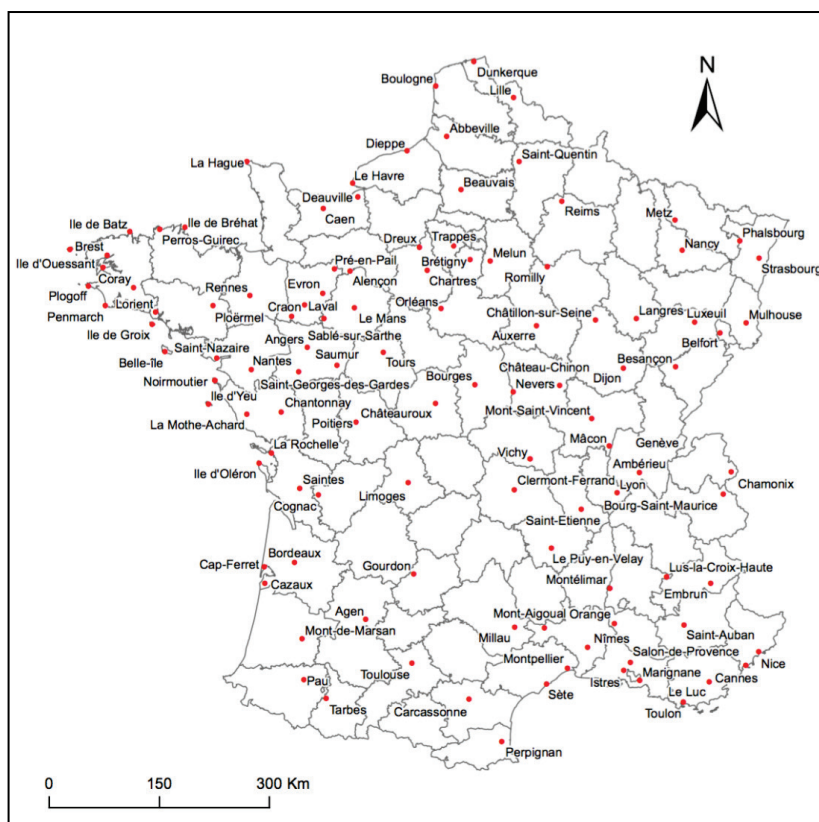 N
Dunkerque
Boulogne
Lille
Abbeville
Dieppe
Saint-Quentin
La Hague
Le Havre
Beauvais
Deauville
Caen
Reims
Metz
Ile de Batz
Ile de Bréhat
Perros-Guirec
Dreux
Trappes
Phalsbourg
Brest
Nancy
Melun
Pré-en-Pail
Brétigny
Ile d'Ouessant
Strasbourg
Alençon
Chartres
Romilly
Coray
Evron
Rennes
Plogoff
Lorient
Craon
Laval
Orléans
Penmarch
Ploërmel
Le Mans
Châtillon-sur-Seine
Langres
Luxeuil
Mulhouse
Ile de Groix
Auxerre
Sablé-sur-Sarthe
Belfort
Angers
Saint-Nazaire
Belle-île
Nantes
Saumur
Tours
Château-Chinon
Besançon
Noirmoutier
Saint-Georges-des-Gardes
Bourges
Nevers
Dijon
Ile d'Yeu
Chantonnay
Châteauroux
Mont-Saint-Vincent
La Mothe-Achard
Poitiers
La Rochelle
Mâcon
Genève
Vichy
Ambérieu
Ile d'Oléron
Saintes
Clermont-Ferrand
Chamonix
Limoges
Lyon
Cognac
Bourg-Saint-Maurice
Saint-Etienne
Bordeaux
Le Puy-en-Velay
Cap-Ferret
Gourdon
Lus-la-Croix-Haute
Cazaux
Montélimar
Embrun
Agen
Mont-Aigoual
Orange
Mont-de-Marsan
Millau
Saint-Auban
Nîmes
Salon-de-Provence
Montpellier
Toulouse
Marignane
Nice
Pau
Istres
Cannes
Sète
Le Luc
Tarbes
Carcassonne
Toulon
Perpignan
0 150 300 Km